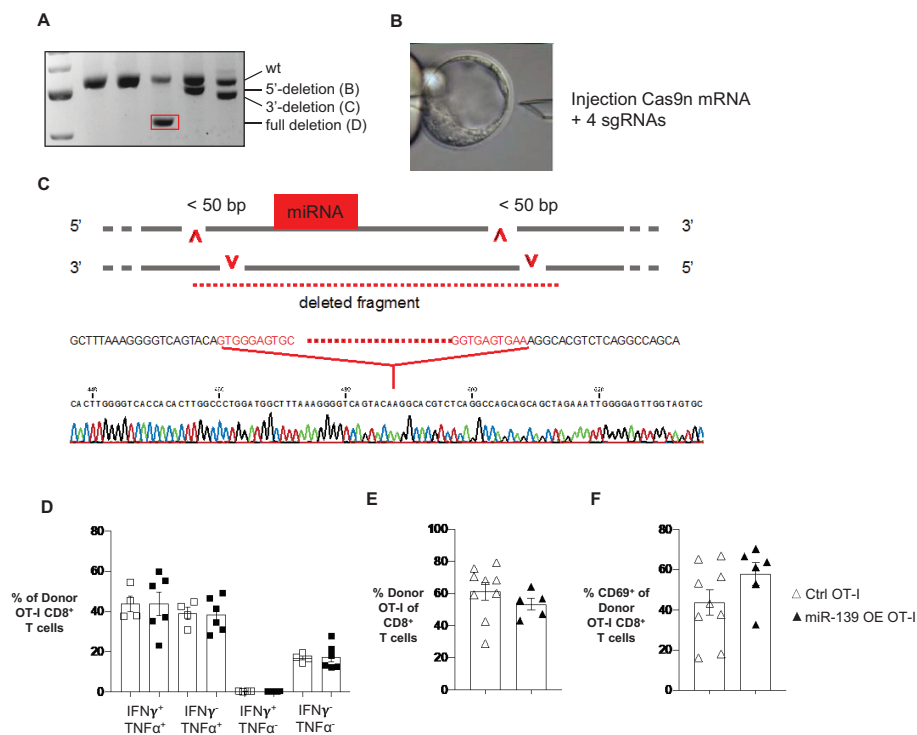 A
wt
5'-deletion (B)
3'-deletion (C)
full deletion (D)
B
Injection Cas9n mRNA
+ 4 sgRNAs
C
< 50 bp
miRNA
< 50 bp
5'
3'
3'
5'
deleted fragment
GCTTTAAAGGGGTCAGTACAGTGGGAGTGC
GGTGAGTGAAAGGCACGTCTCAGGCCAGCA
CACTTGGGGTCACCACACTTGGCCCTGGATGGCTTTAAAGGGGTCAGTACAAGGCACGTCTCAGGCCAGCAGCAGCTAGAAATTGGGGAGTTGGTAGTGC
D
% of Donor
OT-I CD8⁺
T cells
80
60
40
20
0
IFNγ⁺
TNFα⁺
IFNγ⁻
TNFα⁺
IFNγ⁺
TNFα⁻
IFNγ⁻
TNFα⁻
E
% Donor
OT-I of
CD8⁺
T cells
100
80
60
40
20
0
F
% CD69⁺ of
Donor
OT-I CD8⁺
T cells
80
60
40
20
0
Ctrl OT-I
miR-139 OE OT-I